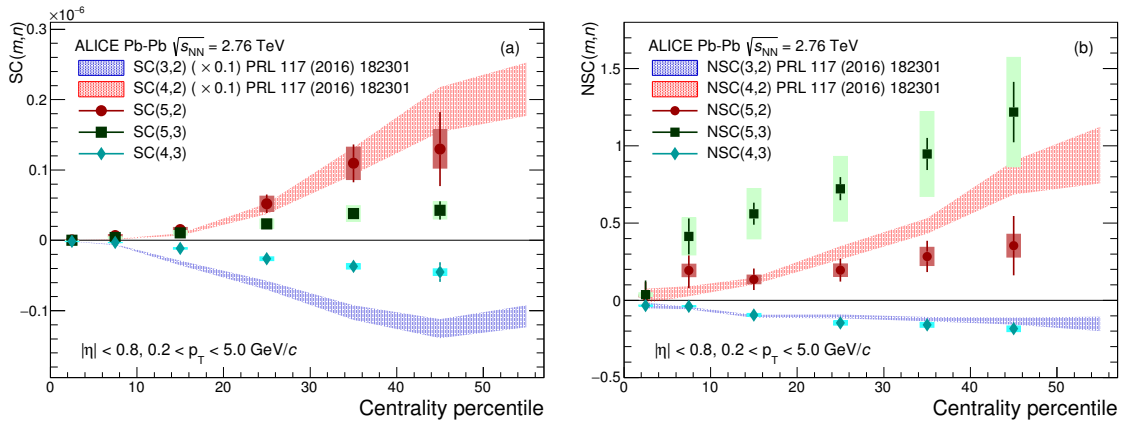 ×10⁻⁶
SC(m,n)
0.3
0.2
0.1
0
−0.1
ALICE Pb-Pb √sNN = 2.76 TeV
(a)
SC(3,2) (×0.1) PRL 117 (2016) 182301
SC(4,2) (×0.1) PRL 117 (2016) 182301
SC(5,2)
SC(5,3)
SC(4,3)
|η| < 0.8, 0.2 < pT < 5.0 GeV/c
0 10 20 30 40 50
Centrality percentile
NSC(m,n)
1.5
1
0.5
0
−0.5
ALICE Pb-Pb √sNN = 2.76 TeV
(b)
NSC(3,2) PRL 117 (2016) 182301
NSC(4,2) PRL 117 (2016) 182301
NSC(5,2)
NSC(5,3)
NSC(4,3)
|η| < 0.8, 0.2 < pT < 5.0 GeV/c
0 10 20 30 40 50
Centrality percentile